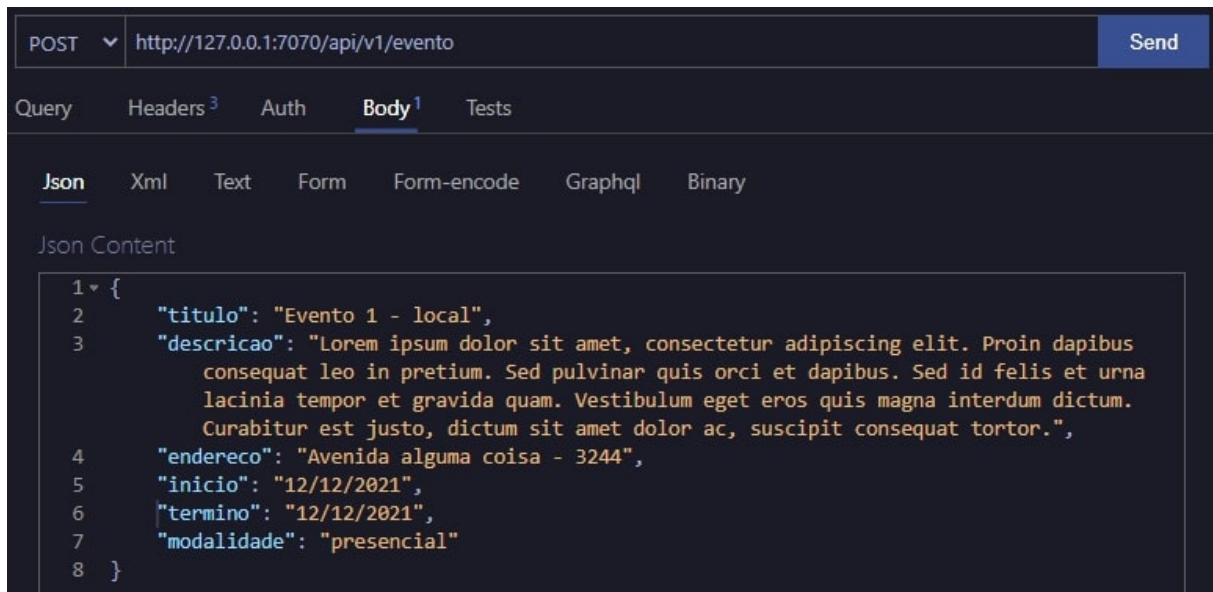 POST http://127.0.0.1:7070/api/v1/evento Send
Query Headers 3 Auth Body 1 Tests
Json Xml Text Form Form-encode Graphql Binary
Json Content
1 {
2 "titulo": "Evento 1 - local",
3 "descricao": "Lorem ipsum dolor sit amet, consectetur adipiscing elit. Proin dapibus
consequat leo in pretium. Sed pulvinar quis orci et dapibus. Sed id felis et urna
lacinia tempor et gravida quam. Vestibulum eget eros quis magna interdum dictum.
Curabitur est justo, dictum sit amet dolor ac, suscipit consequat tortor.",
4 "endereco": "Avenida alguma coisa - 3244",
5 "inicio": "12/12/2021",
6 "termino": "12/12/2021",
7 "modalidade": "presencial"
8 }